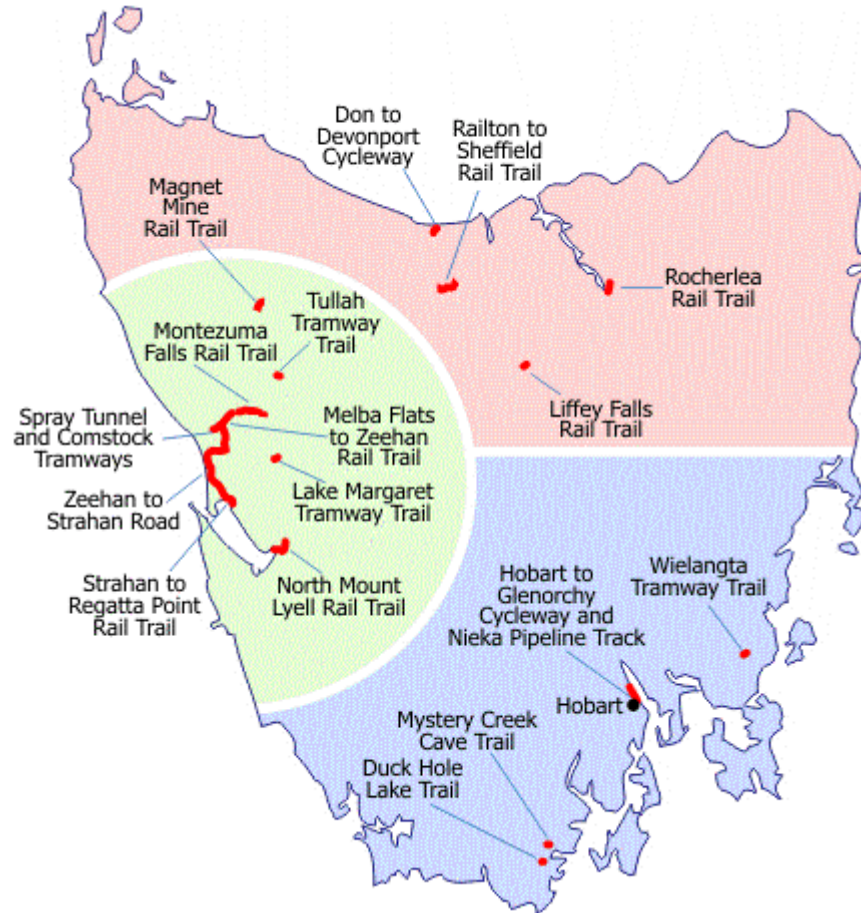 Don to
Devonport
Cycleway
Railton to
Sheffield
Rail Trail
Magnet
Mine
Rail Trail
Rocherlea
Rail Trail
Tullah
Tramway
Trail
Montezuma
Falls Rail Trail
Liffey Falls
Rail Trail
Spray Tunnel
and Comstock
Tramways
Melba Flats
to Zeehan
Rail Trail
Zeehan to
Strahan Road
Lake Margaret
Tramway Trail
Strahan to
Regatta Point
Rail Trail
North Mount
Lyell Rail Trail
Hobart to
Glenorchy
Cycleway and
Nieka Pipeline Track
Wielangta
Tramway Trail
Hobart
Mystery Creek
Cave Trail
Duck Hole
Lake Trail